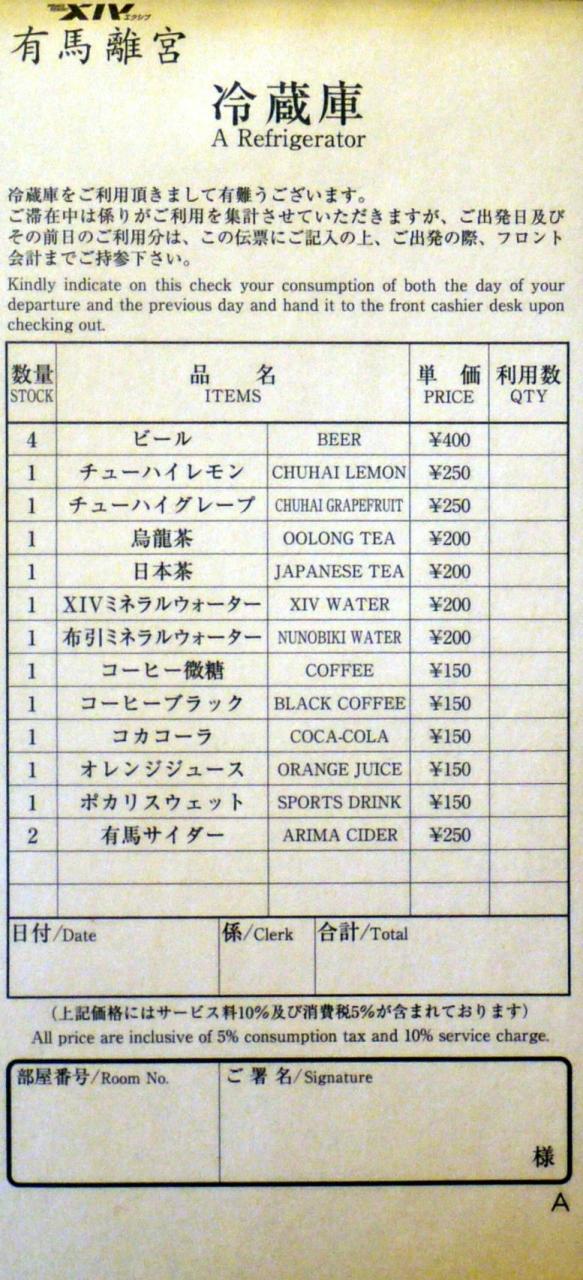 XIV エクシブ
有馬離宮
冷蔵庫
A Refrigerator
冷蔵庫をご利用頂きまして有難うございます。
ご滞在中は係りがご利用を集計させていただきますが、ご出発日及び
その前日のご利用分は、この伝票にご記入の上、ご出発の際、フロント
会計までご持参下さい。
Kindly indicate on this check your consumption of both the day of your
departure and the previous day and hand it to the front cashier desk upon
checking out.
数量 品名 単価 利用数
STOCK ITEMS PRICE QTY
4 ビール BEER ¥400
1 チューハイレモン CHUHAI LEMON ¥250
1 チューハイグレープ CHUHAI GRAPEFRUIT ¥250
1 烏龍茶 OOLONG TEA ¥200
1 日本茶 JAPANESE TEA ¥200
1 XIVミネラルウォーター XIV WATER ¥200
1 布引ミネラルウォーター NUNOBIKI WATER ¥200
1 コーヒー微糖 COFFEE ¥150
1 コーヒーブラック BLACK COFFEE ¥150
1 コカコーラ COCA-COLA ¥150
1 オレンジジュース ORANGE JUICE ¥150
1 ポカリスウェット SPORTS DRINK ¥150
2 有馬サイダー ARIMA CIDER ¥250
日付/Date 係/Clerk 合計/Total
（上記価格にはサービス料10%及び消費税5%が含まれております）
All price are inclusive of 5% consumption tax and 10% service charge.
部屋番号/Room No. ご署名/Signature
様
A